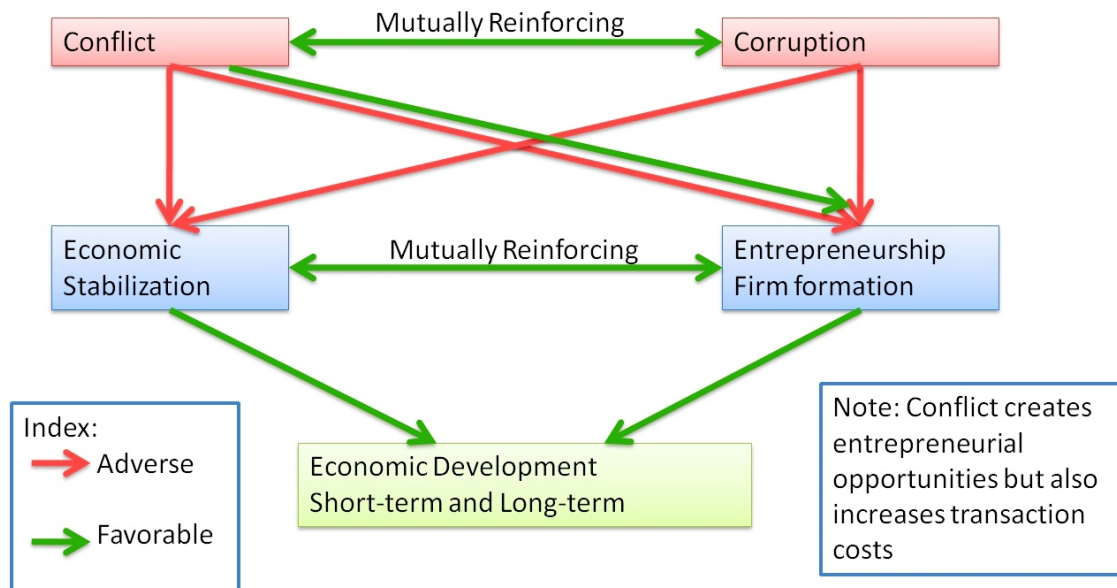 Mutually Reinforcing
Conflict
Corruption
Economic
Stabilization
Mutually Reinforcing
Entrepreneurship
Firm formation
Index:
Adverse
Favorable
Economic Development
Short-term and Long-term
Note: Conflict creates
entrepreneurial
opportunities but also
increases transaction
costs